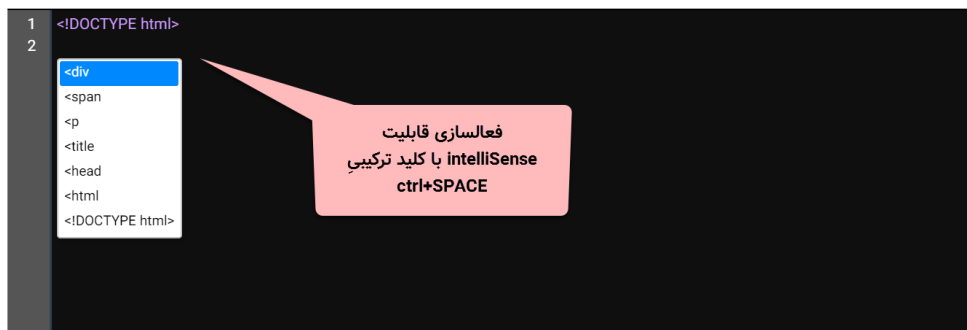 1 <!DOCTYPE html>
2
<div
<span
<p
<title
<head
<html
<!DOCTYPE html>
فعالسازی قابلیت
intelliSense با کلید ترکیبیِ
ctrl+SPACE